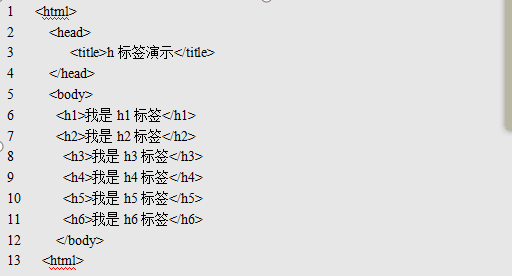 1 <html>
2 <head>
3 <title>h 标签演示</title>
4 </head>
5 <body>
6 <h1>我是 h1 标签</h1>
7 <h2>我是 h2 标签</h2>
8 <h3>我是 h3 标签</h3>
9 <h4>我是 h4 标签</h4>
10 <h5>我是 h5 标签</h5>
11 <h6>我是 h6 标签</h6>
12 </body>
13 <html>